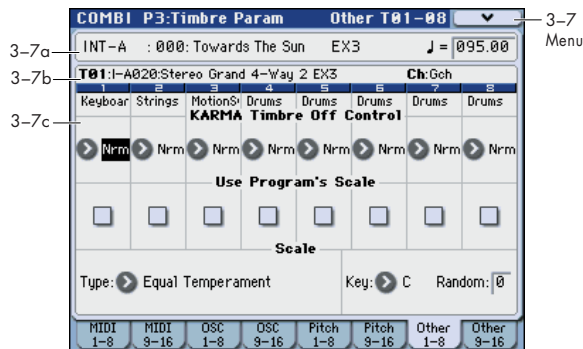 COMBI P3:Timbre Param Other T01-08
3–7
Menu
3–7a
INT-A :000:Towards The Sun EX3 ♩= 095.00
3–7b
T01:I-A020:Stereo Grand 4-Way 2 EX3 Ch:Gch
1 2 3 4 5 6 7 8
3–7c
Keyboar Strings MotionS Drums Drums Drums Drums Drums
KARMA Timbre Off Control
Nrm Nrm Nrm Nrm Nrm Nrm Nrm Nrm
Use Program's Scale
Scale
Type: Equal Temperament Key: C Random: 0
MIDI 1-8 MIDI 9-16 OSC 1-8 OSC 9-16 Pitch 1-8 Pitch 9-16 Other 1-8 Other 9-16